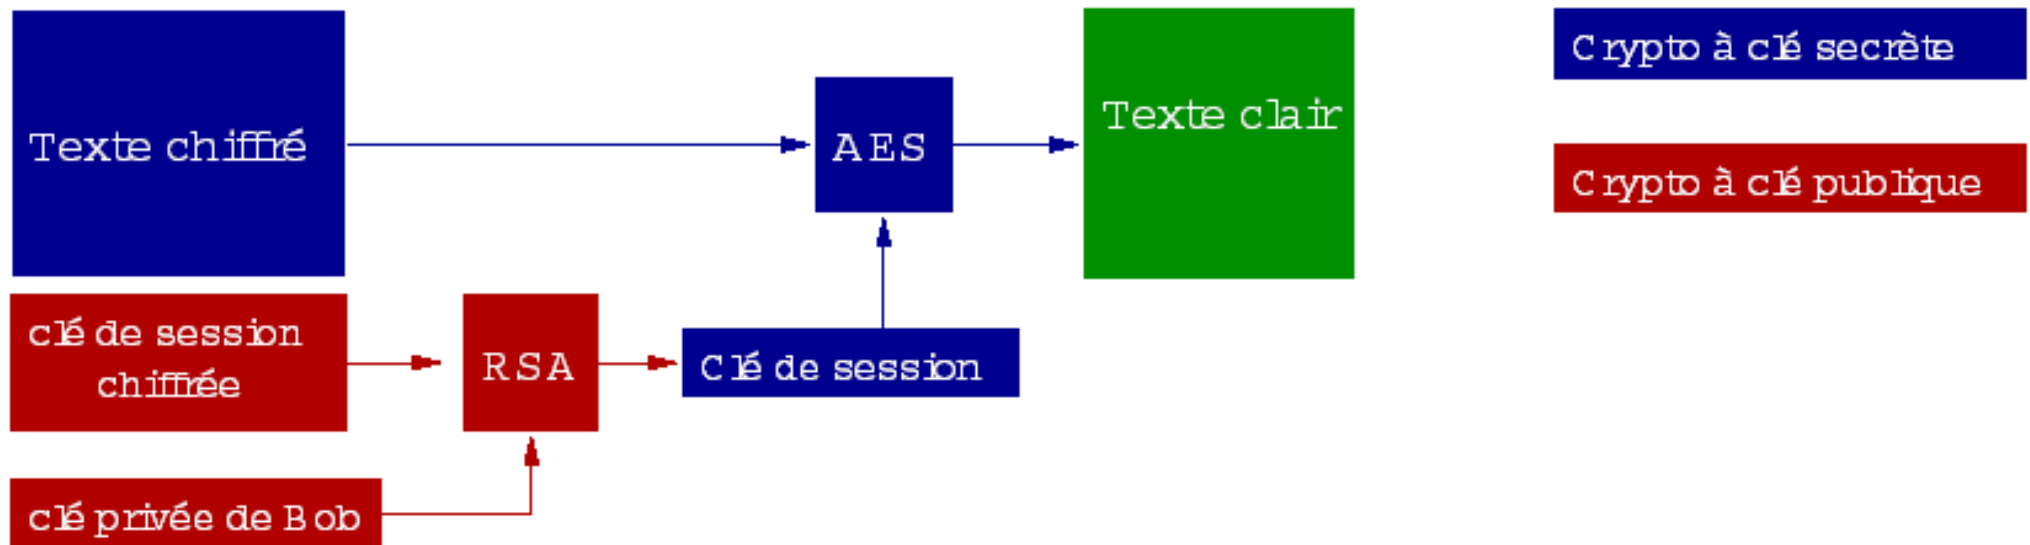 Texte chiffré
AES
Texte clair
Crypto à clé secrète
Crypto à clé publique
clé de session
chiffrée
RSA
Clé de session
clé privée de Bob